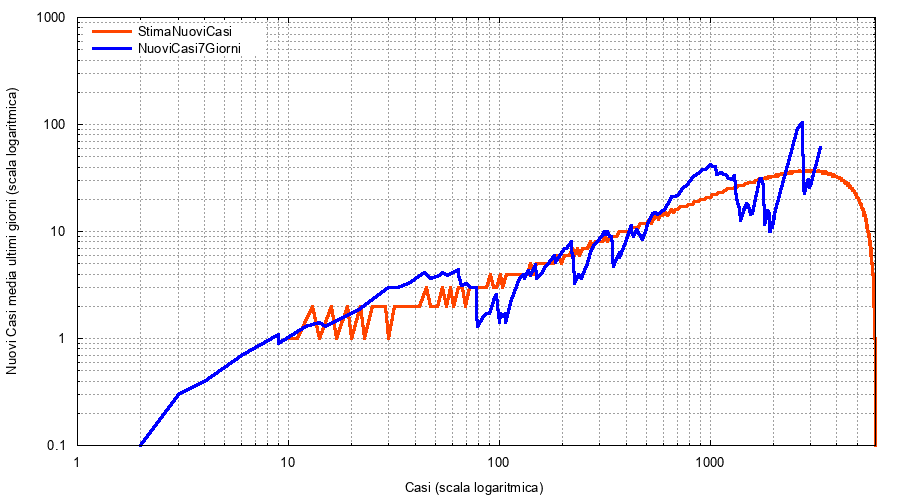 1000
StimaNuoviCasi
NuoviCasi7Giorni
100
10
1
0.1
1 10 100 1000
Nuovi Casi media ultimi giorni (scala logaritmica)
Casi (scala logaritmica)